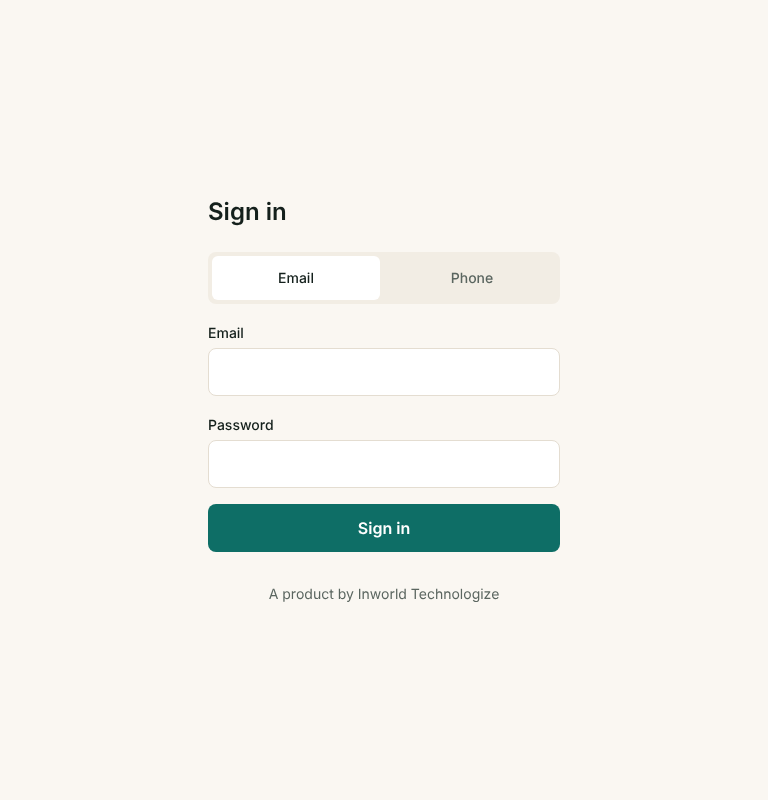 Sign in
Email
Phone
Email
Password
Sign in
A product by Inworld Technologize